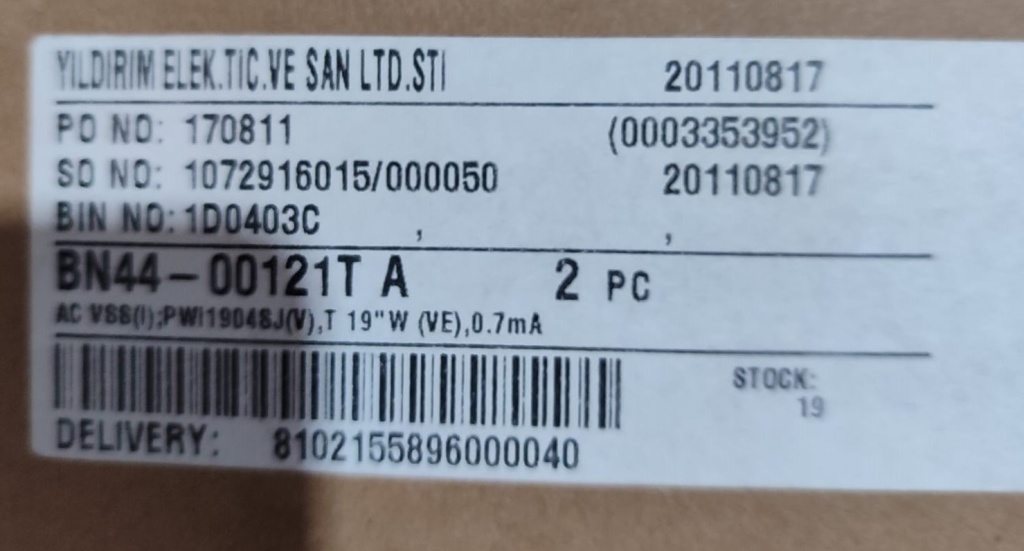 YILDIRIM ELEK.TIC.VE SAN LTD.STI 20110817
PO NO: 170811 (0003353952)
SO NO: 1072916015/000050 20110817
BIN NO: 1D0403C , ,
BN44-00121T A 2 PC
AC VSS(I);PWI1904SJ(V),T 19"W (VE),0.7mA
STOCK:
19
DELIVERY: 8102155896000040